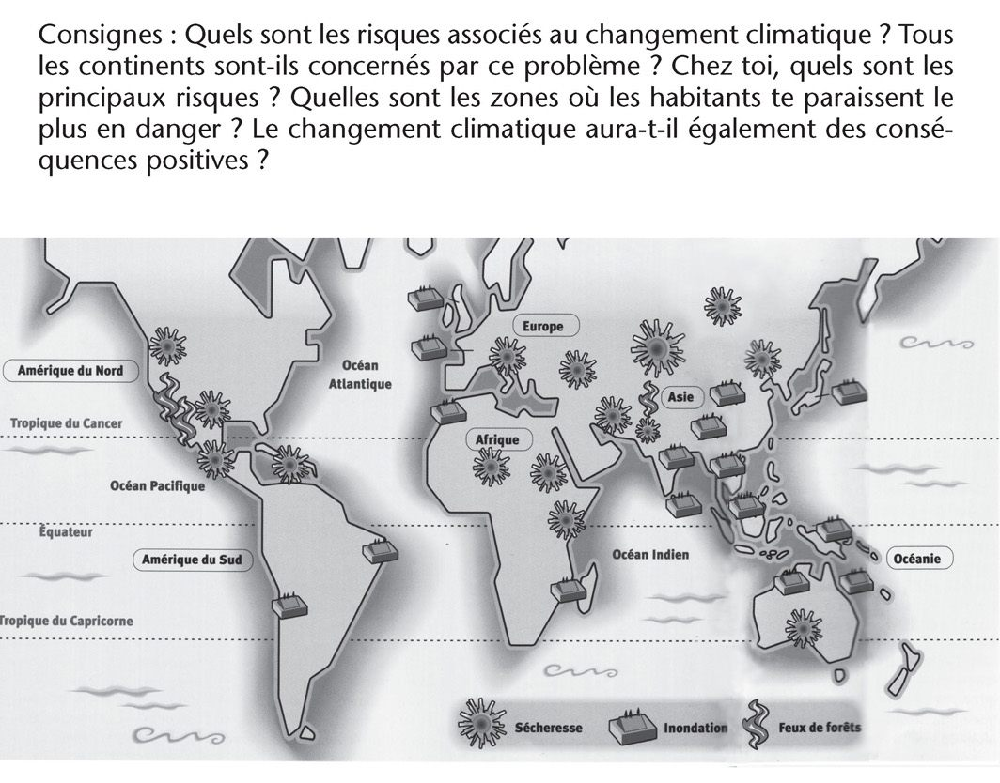 Consignes : Quels sont les risques associés au changement climatique ? Tous
les continents sont-ils concernés par ce problème ? Chez toi, quels sont les
principaux risques ? Quelles sont les zones où les habitants te paraissent le
plus en danger ? Le changement climatique aura-t-il également des consé-
quences positives ?
Europe
Amérique du Nord
Océan
Atlantique
Asie
Tropique du Cancer
Afrique
Océan Pacifique
Équateur
Amérique du Sud
Océan Indien
Océanie
Tropique du Capricorne
Sécheresse
Inondation
Feux de forêts